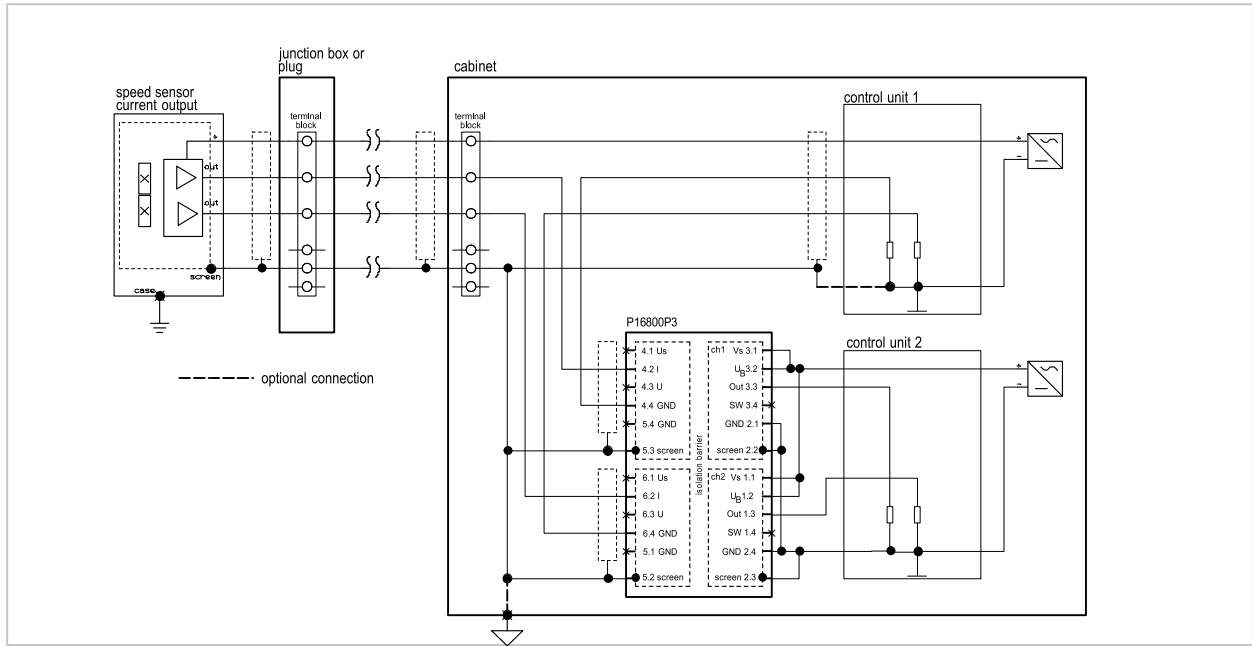 junction box or
plug
cabinet
speed sensor
current output
control unit 1
terminal
block
terminal
block
+
out
out
screen
case
+
-
optional connection
P16800P3
control unit 2
4.1 Us
4.2 I
4.3 U
4.4 GND
5.4 GND
5.3 screen
ch1 Vs 3.1
UB3.2
Out 3.3
SW 3.4
GND 2.1
screen 2.2
isolation barrier
6.1 Us
6.2 I
6.3 U
6.4 GND
5.1 GND
5.2 screen
ch2 Vs 1.1
UB1.2
Out 1.3
SW 1.4
GND 2.4
screen 2.3
+
-